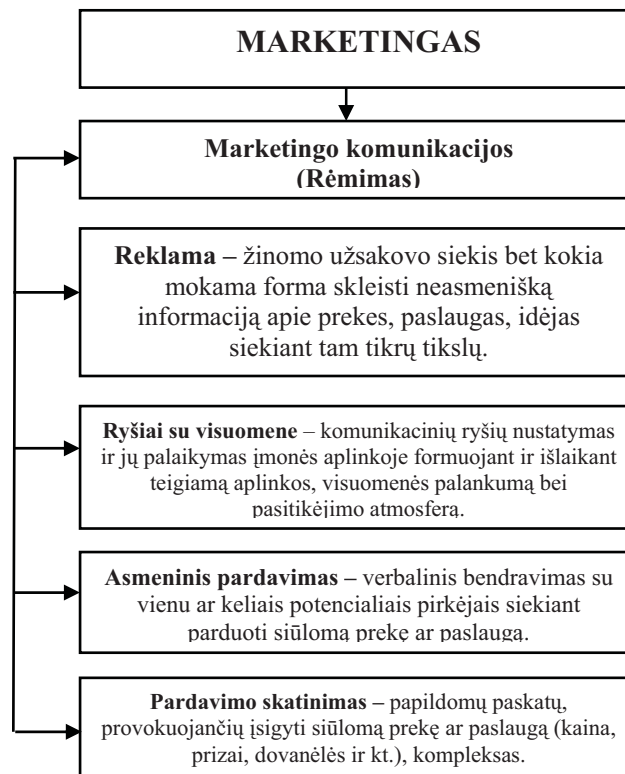 MARKETINGAS
Marketingo komunikacijos
(Rėmimas)
Reklama – žinomo užsakovo siekis bet kokia
mokama forma skleisti neasmenišką
informaciją apie prekes, paslaugas, idėjas
siekiant tam tikrų tikslų.
Ryšiai su visuomene – komunikacinių ryšių nustatymas
ir jų palaikymas įmonės aplinkoje formuojant ir išlaikant
teigiamą aplinkos, visuomenės palankumą bei
pasitikėjimo atmosferą.
Asmeninis pardavimas – verbalinis bendravimas su
vienu ar keliais potencialiais pirkėjais siekiant
parduoti siūlomą prekę ar paslaugą.
Pardavimo skatinimas – papildomų paskatų,
provokuojančių įsigyti siūlomą prekę ar paslaugą (kaina,
prizai, dovanėlės ir kt.), kompleksas.